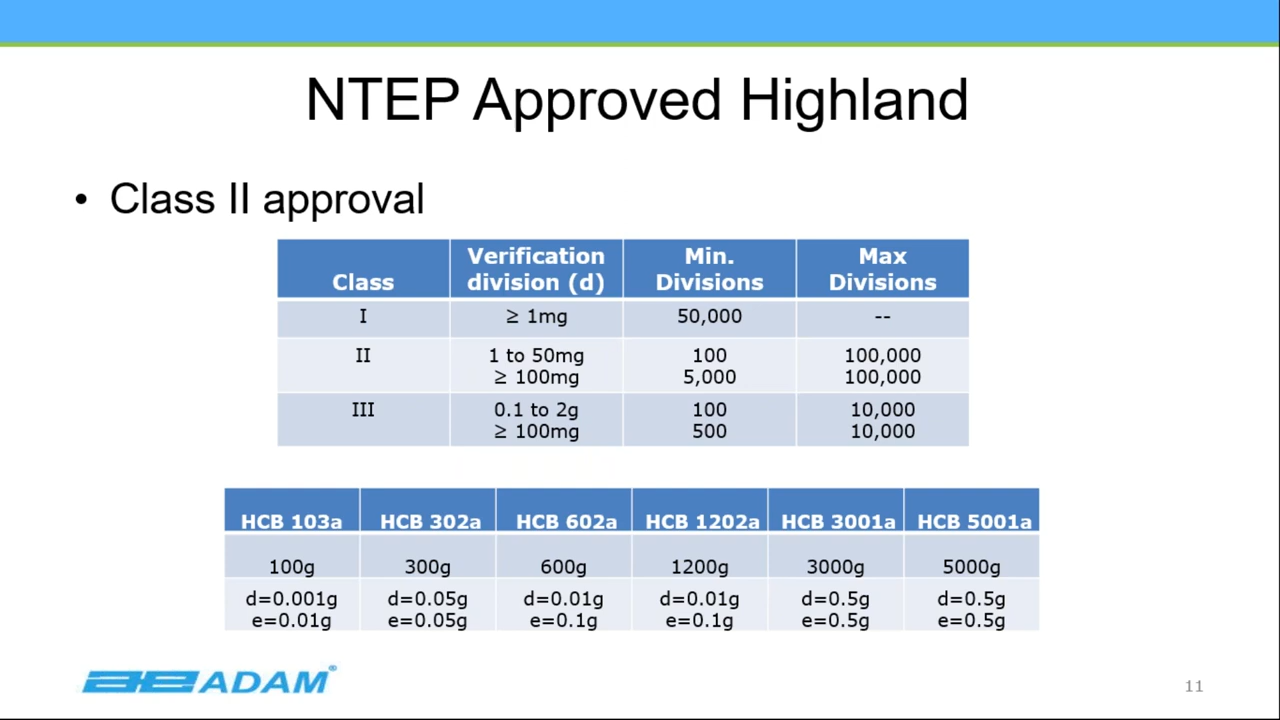 NTEP Approved Highland
• Class II approval
Class Verification division (d) Min. Divisions Max Divisions
I ≥ 1mg 50,000 --
II 1 to 50mg 100 100,000
≥ 100mg 5,000 100,000
III 0.1 to 2g 100 10,000
≥ 100mg 500 10,000
HCB 103a HCB 302a HCB 602a HCB 1202a HCB 3001a HCB 5001a
100g 300g 600g 1200g 3000g 5000g
d=0.001g d=0.05g d=0.01g d=0.01g d=0.5g d=0.5g
e=0.01g e=0.05g e=0.1g e=0.1g e=0.5g e=0.5g
ADAM®
11